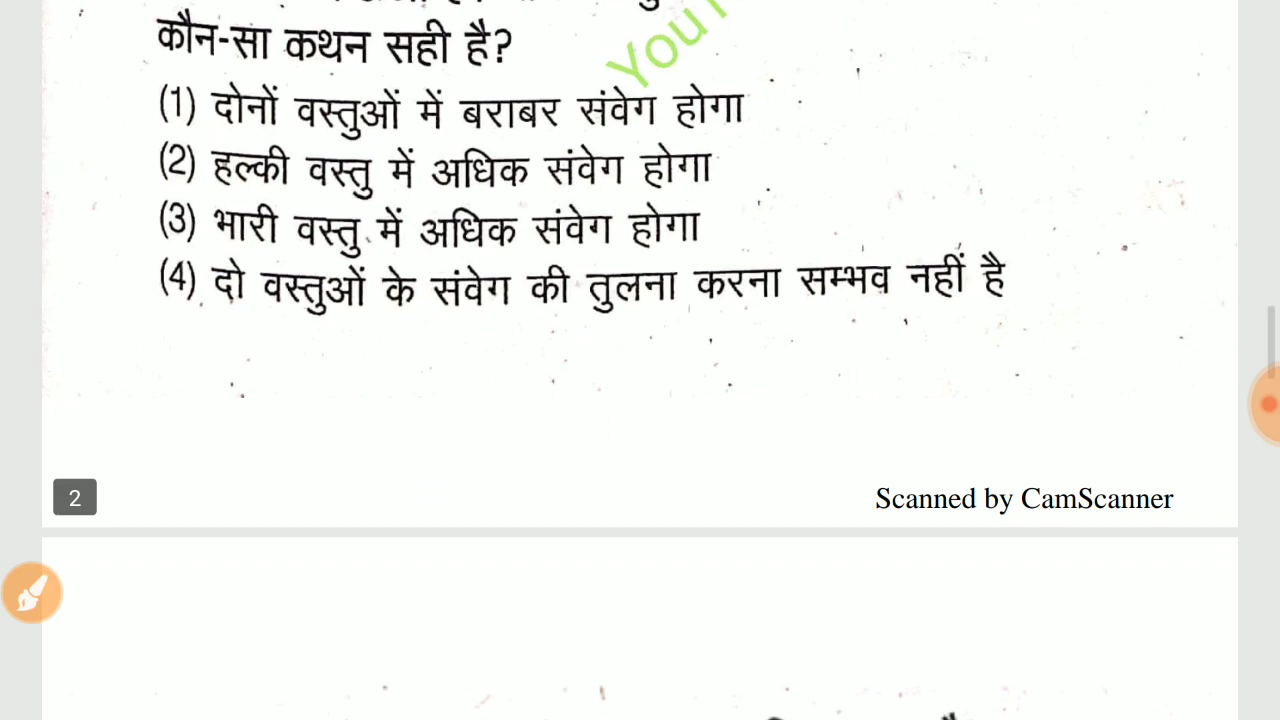 YouT
कौन-सा कथन सही है?
(1) दोनों वस्तुओं में बराबर संवेग होगा
(2) हल्की वस्तु में अधिक संवेग होगा
(3) भारी वस्तु में अधिक संवेग होगा
(4) दो वस्तुओं के संवेग की तुलना करना सम्भव नहीं है
2
Scanned by CamScanner